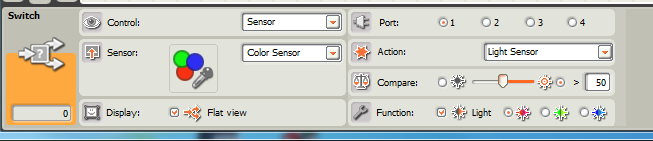 Switch
Control: Sensor
Port: 1 2 3 4
Sensor: Color Sensor
Action: Light Sensor
Compare: > 50
0
Display: Flat view
Function: Light